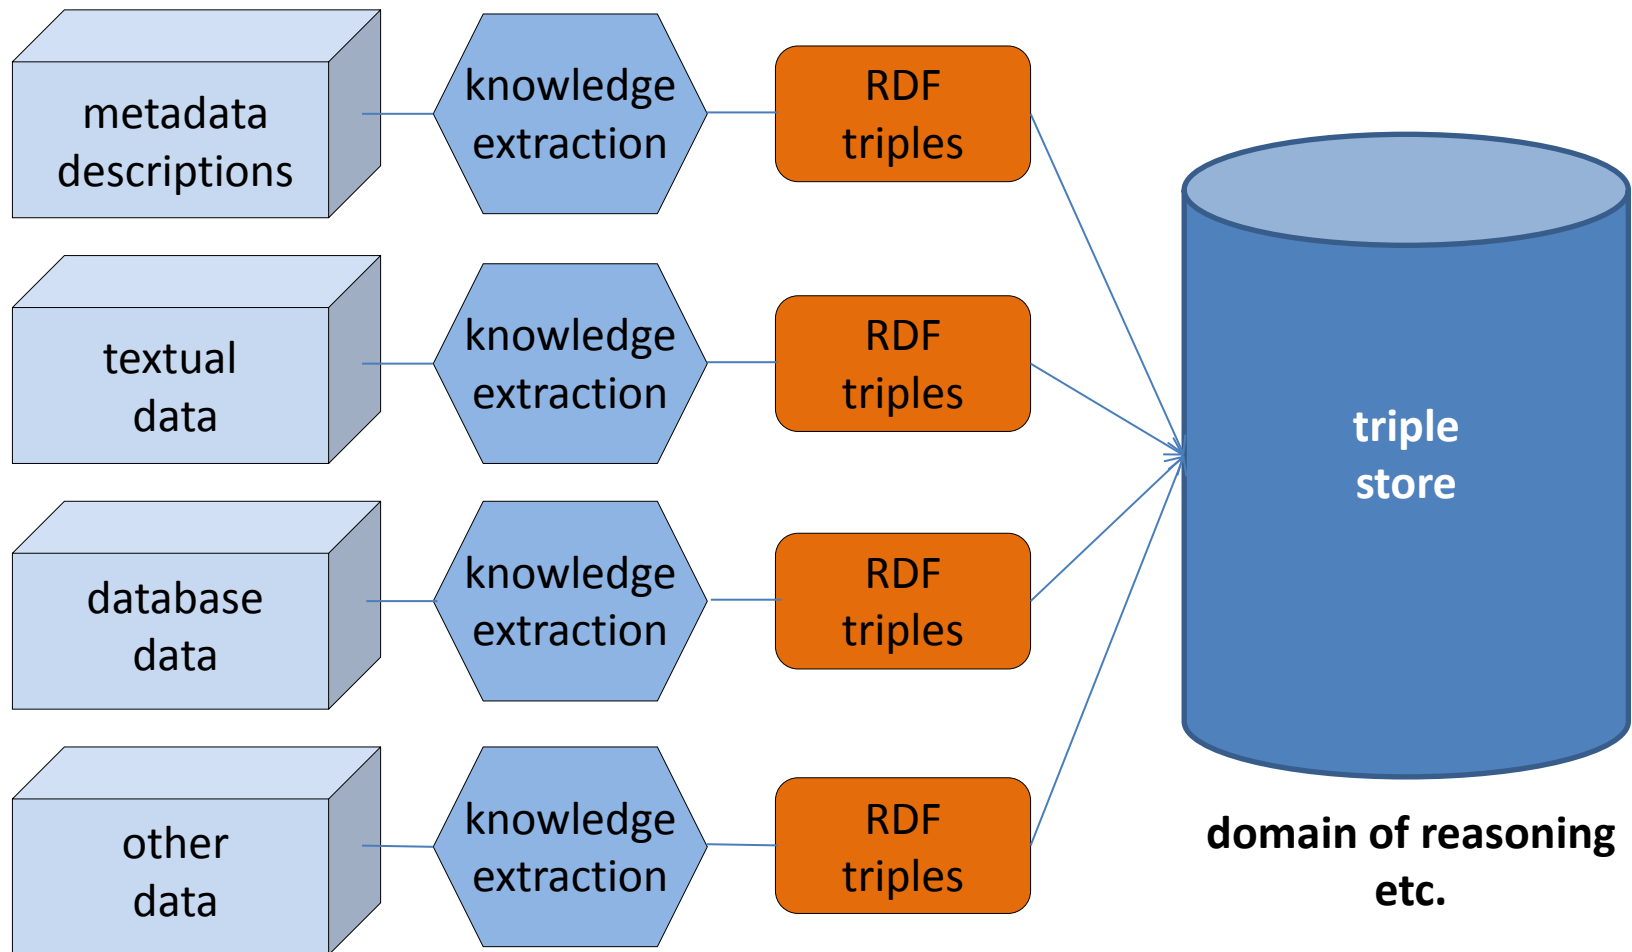 metadata
descriptions
knowledge
extraction
RDF
triples
textual
data
knowledge
extraction
RDF
triples
database
data
knowledge
extraction
RDF
triples
other
data
knowledge
extraction
RDF
triples
triple
store
domain of reasoning
etc.